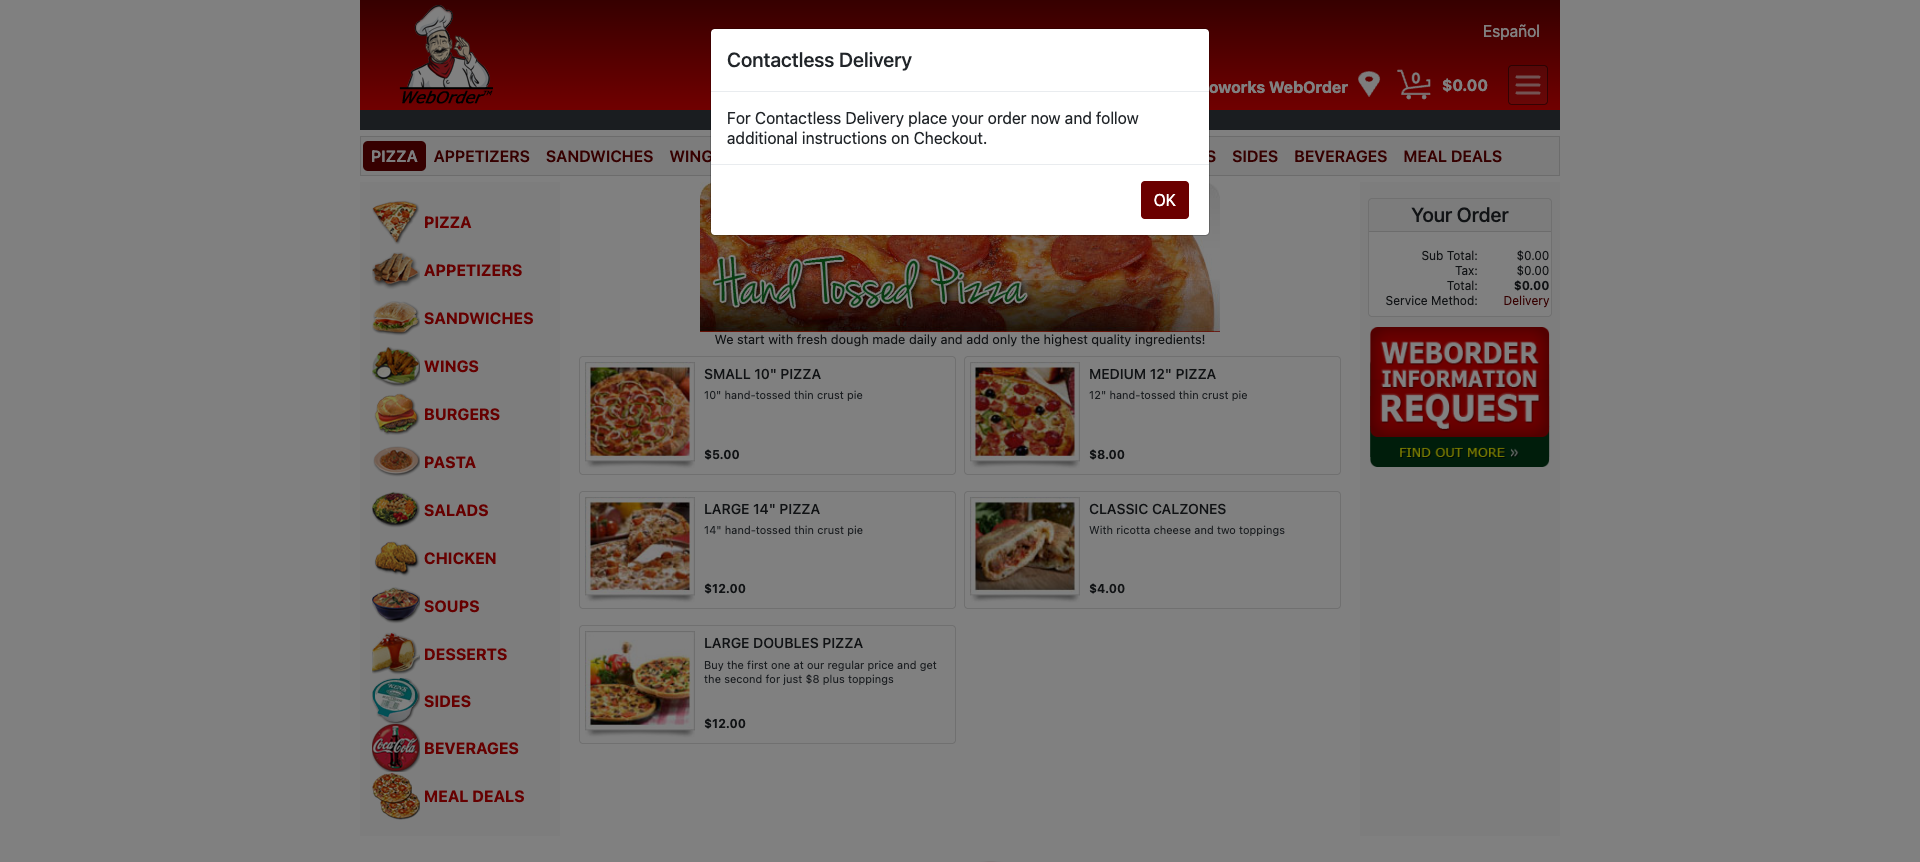 WebOrder
Español
oworks WebOrder
0
$0.00
Contactless Delivery
For Contactless Delivery place your order now and follow
additional instructions on Checkout.
OK
PIZZA APPETIZERS SANDWICHES WING S SIDES BEVERAGES MEAL DEALS
PIZZA
APPETIZERS
SANDWICHES
WINGS
BURGERS
PASTA
SALADS
CHICKEN
SOUPS
DESSERTS
SIDES
Coca-Cola
BEVERAGES
MEAL DEALS
Hand Tossed Pizza
We start with fresh dough made daily and add only the highest quality ingredients!
SMALL 10" PIZZA
10" hand-tossed thin crust pie
$5.00
MEDIUM 12" PIZZA
12" hand-tossed thin crust pie
$8.00
LARGE 14" PIZZA
14" hand-tossed thin crust pie
$12.00
CLASSIC CALZONES
With ricotta cheese and two toppings
$4.00
LARGE DOUBLES PIZZA
Buy the first one at our regular price and get
the second for just $8 plus toppings
$12.00
Your Order
Sub Total: $0.00
Tax: $0.00
Total: $0.00
Service Method: Delivery
WEBORDER
INFORMATION
REQUEST
FIND OUT MORE »